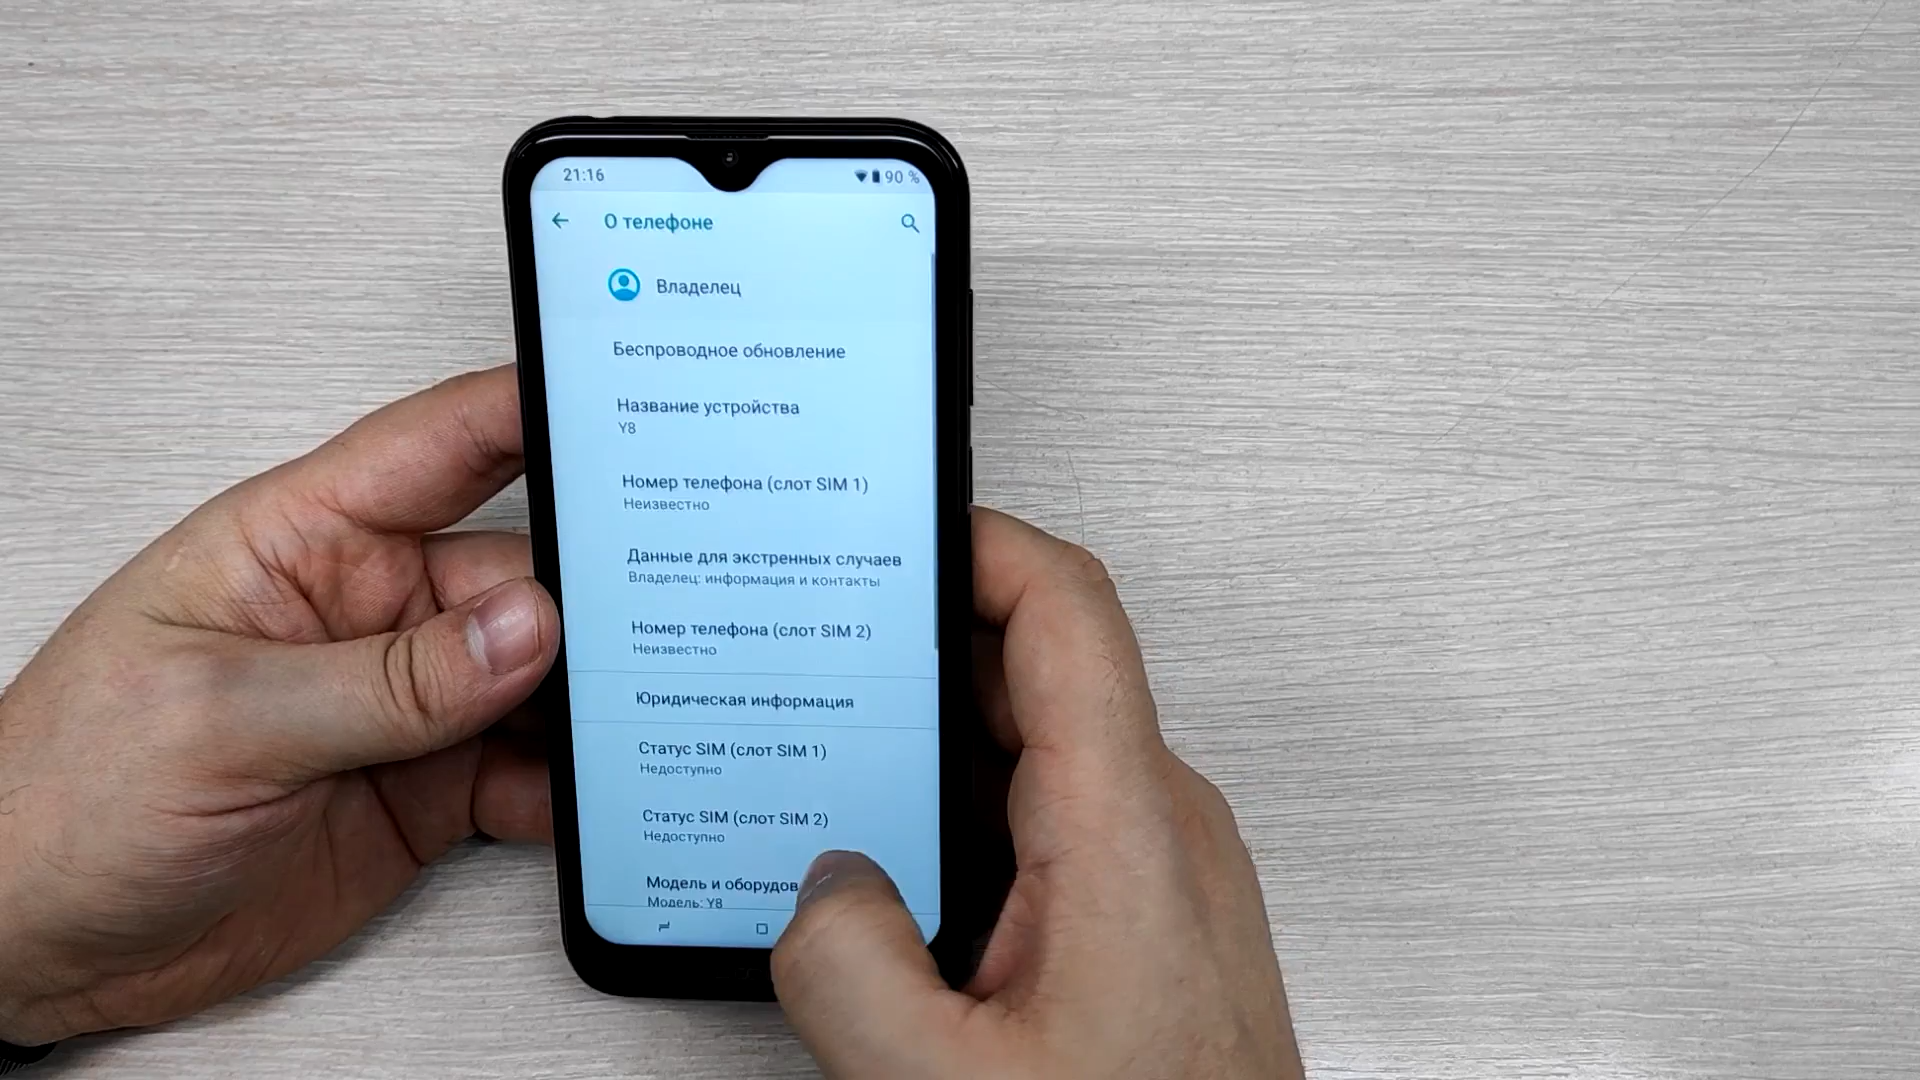 21:16
90 %
О телефоне
Владелец
Беспроводное обновление
Название устройства
Y8
Номер телефона (слот SIM 1)
Неизвестно
Данные для экстренных случаев
Владелец: информация и контакты
Номер телефона (слот SIM 2)
Неизвестно
Юридическая информация
Статус SIM (слот SIM 1)
Недоступно
Статус SIM (слот SIM 2)
Недоступно
Модель и оборудов
Модель: Y8